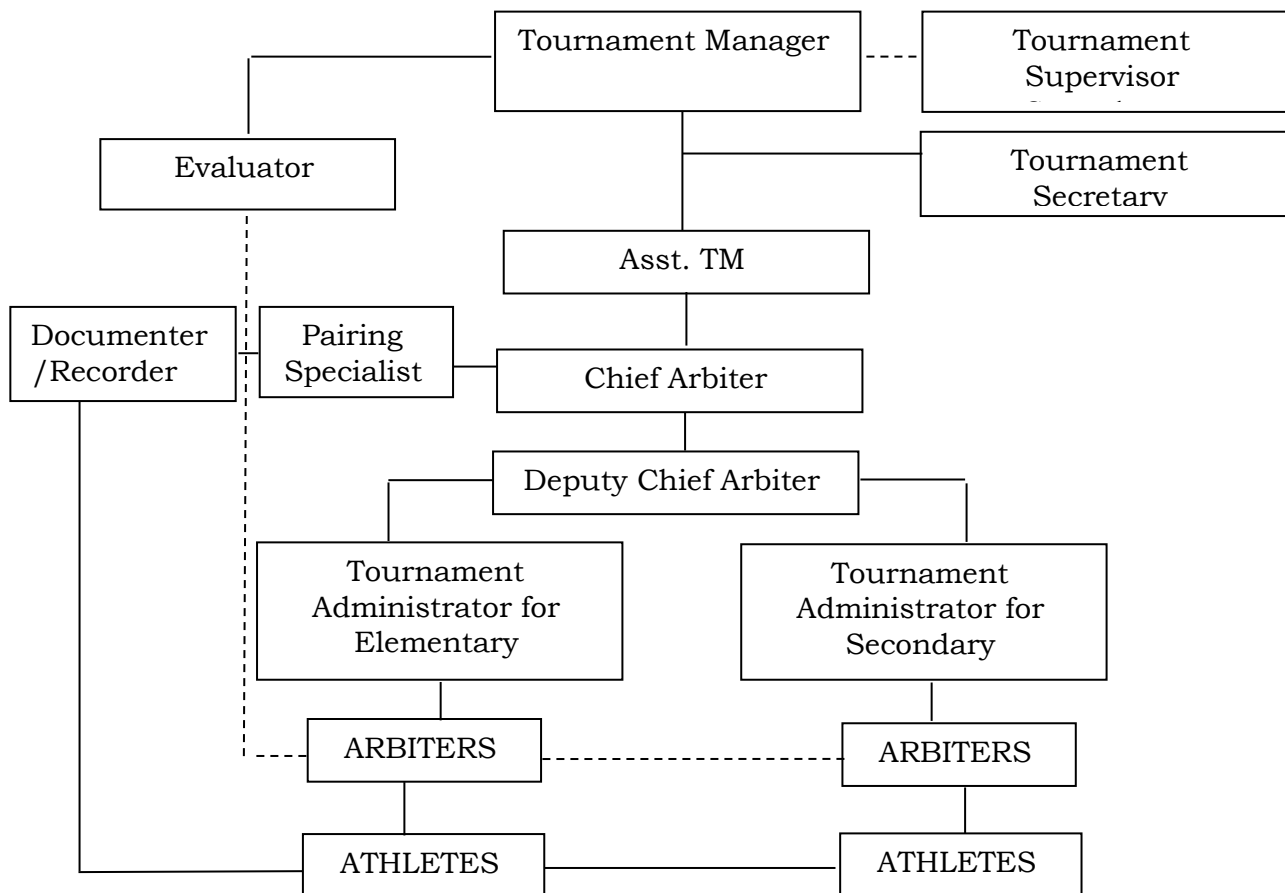 Tournament Manager
Tournament
Supervisor
Evaluator
Tournament
Secretary
Asst. TM
Documenter
/Recorder
Pairing
Specialist
Chief Arbiter
Deputy Chief Arbiter
Tournament
Administrator for
Elementary
Tournament
Administrator for
Secondary
ARBITERS
ARBITERS
ATHLETES
ATHLETES